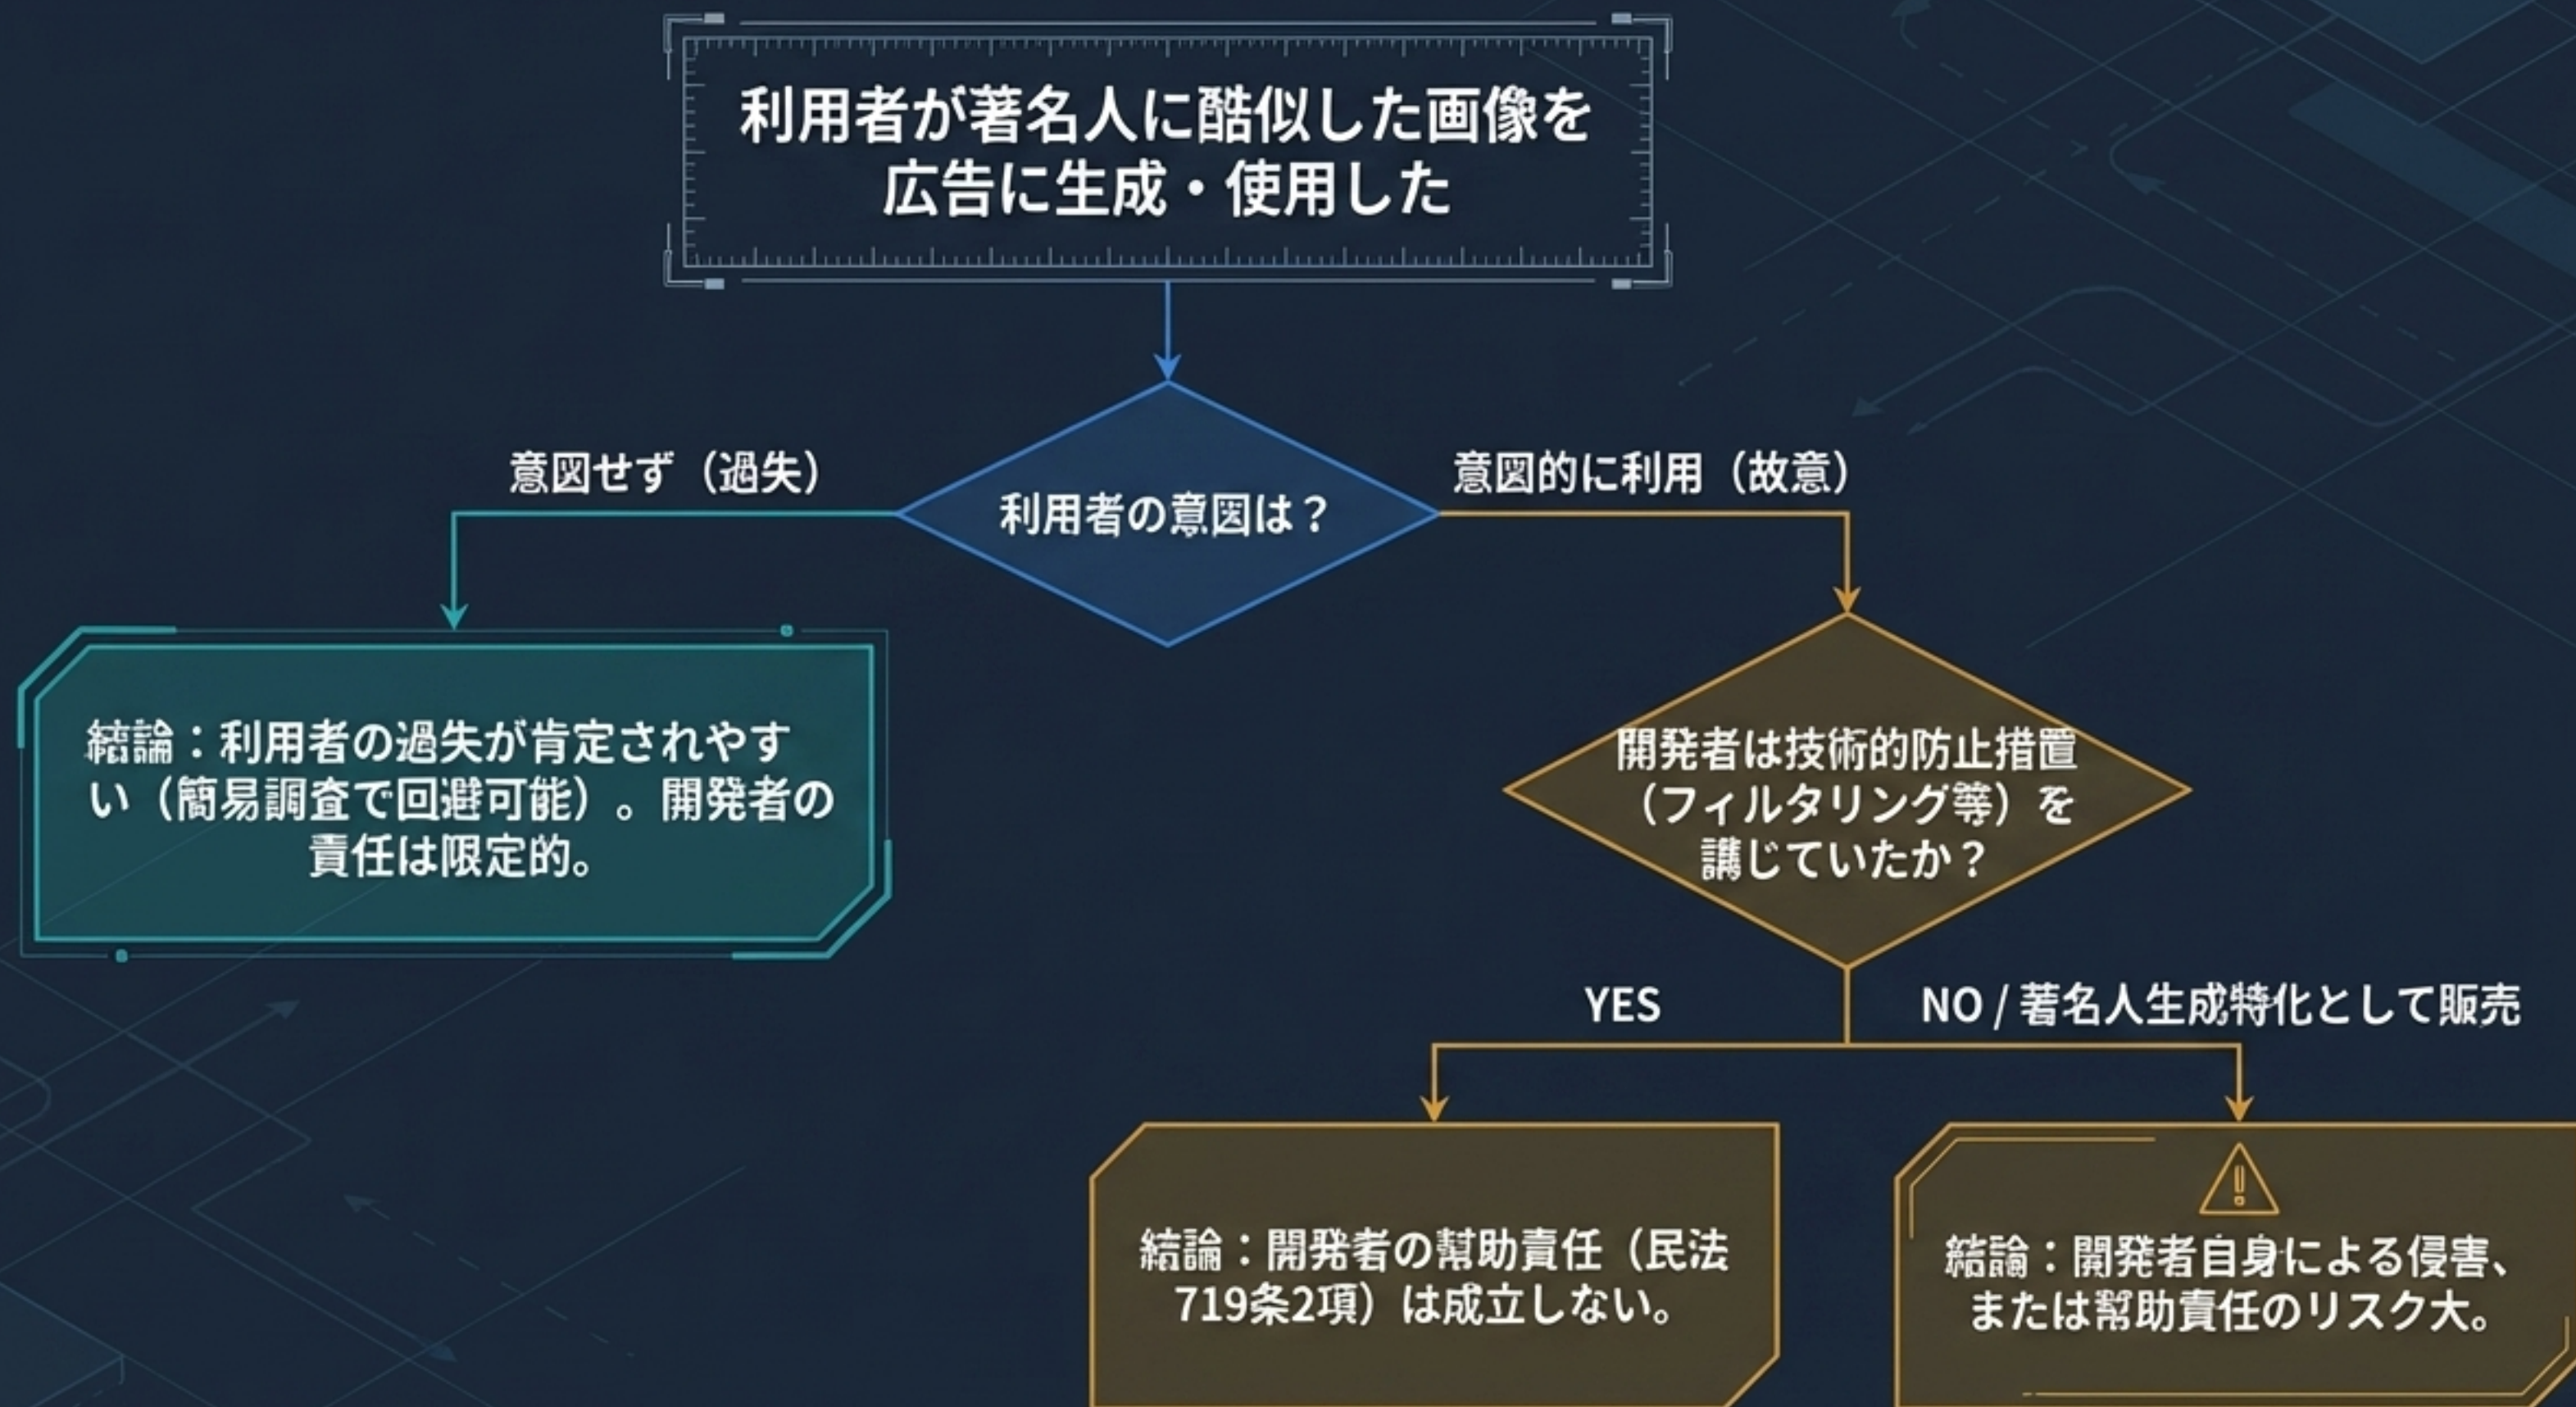 利用者が著名人に酷似した画像を
広告に生成・使用した
利用者の意図は？
意図せず（過失）
意図的に利用（故意）
結論：利用者の過失が肯定されやす
い（簡易調査で回避可能）。開発者の
責任は限定的。
開発者は技術的防止措置
（フィルタリング等）を
講じていたか？
YES
NO / 著名人生成特化として販売
結論：開発者の幇助責任（民法
719条2項）は成立しない。
結論：開発者自身による侵害、
または幇助責任のリスク大。